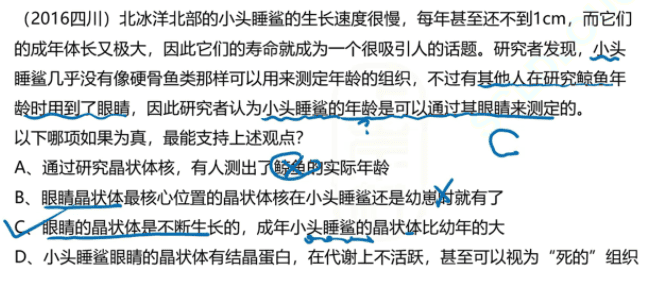 （2016四川）北冰洋北部的小头睡鲨的生长速度很慢，每年甚至还不到1cm，而它们
的成年体长又极大，因此它们的寿命就成为一个很吸引人的话题。研究者发现，小头
睡鲨几乎没有像硬骨鱼类那样可以用来测定年龄的组织，不过有其他人在研究鲸鱼年
龄时用到了眼睛，因此研究者认为小头睡鲨的年龄是可以通过其眼睛来测定的。
?
以下哪项如果为真，最能支持上述观点？
C
A、通过研究晶状体核，有人测出了鲸鱼的实际年龄
B、眼睛晶状体最核心位置的晶状体核在小头睡鲨还是幼崽时就有了
C、眼睛的晶状体是不断生长的，成年小头睡鲨的晶状体比幼年的大
D、小头睡鲨眼睛的晶状体有结晶蛋白，在代谢上不活跃，甚至可以视为“死的”组织